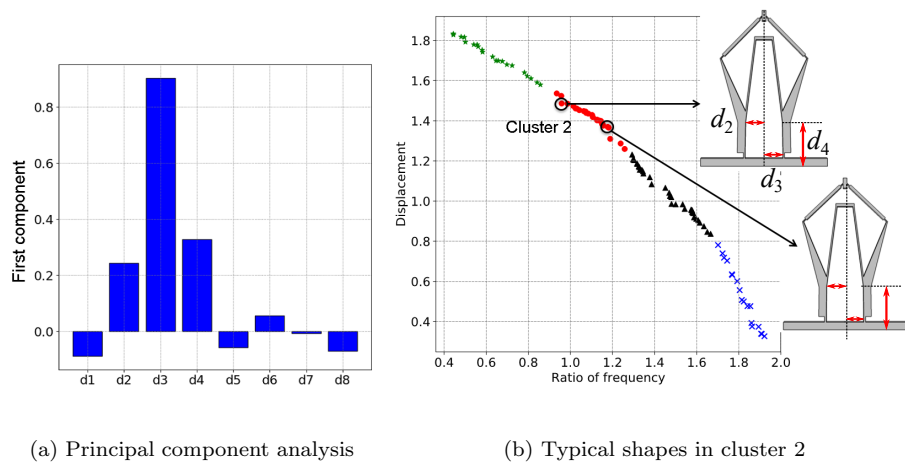 First component
0.8
0.6
0.4
0.2
0.0
d1 d2 d3 d4 d5 d6 d7 d8
Displacement
1.8
1.6
1.4
1.2
1.0
0.8
0.6
0.4
0.4 0.6 0.8 1.0 1.2 1.4 1.6 1.8 2.0
Ratio of frequency
Cluster 2
d2
d4
d3
(a) Principal component analysis
(b) Typical shapes in cluster 2